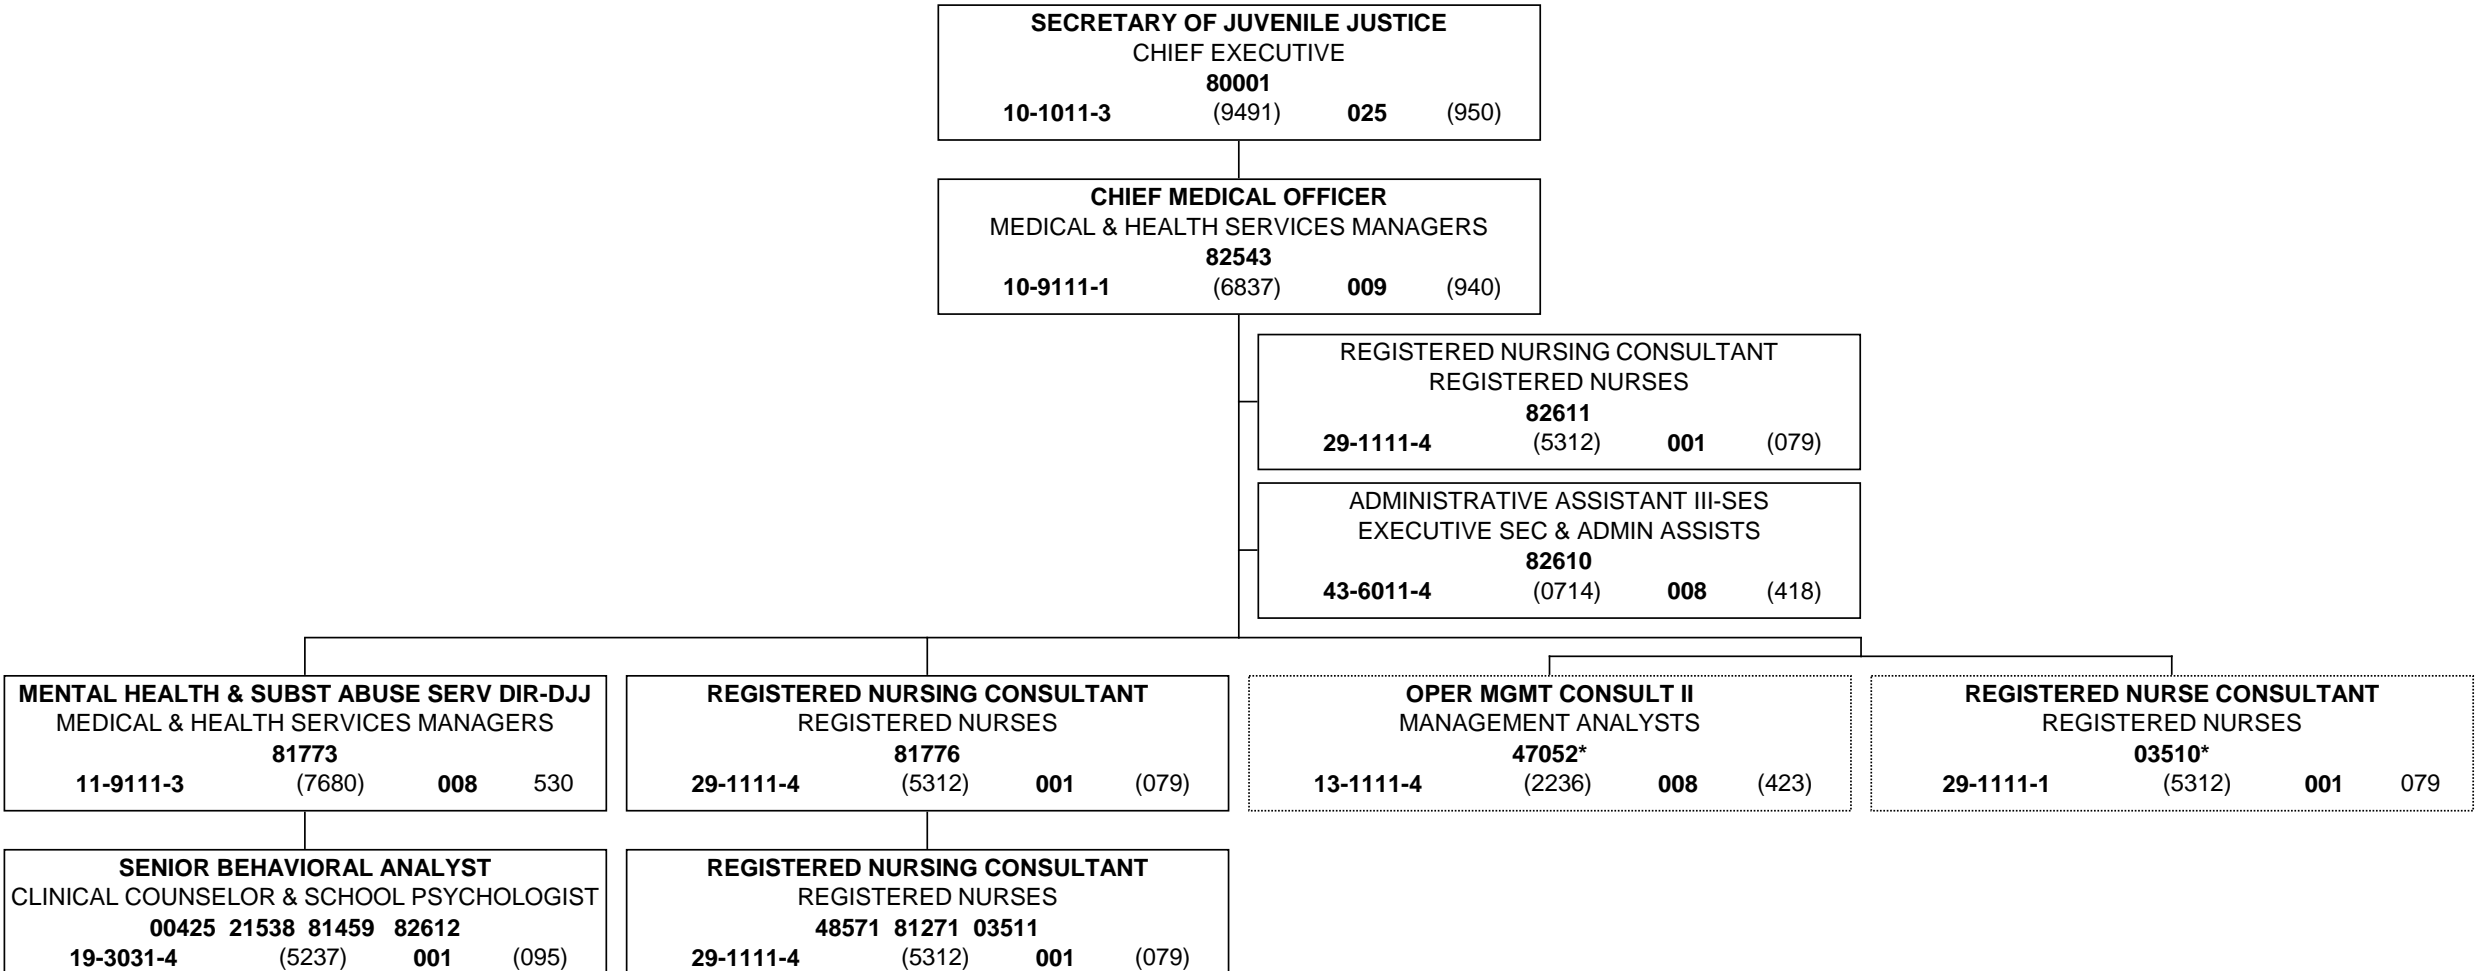 SECRETARY OF JUVENILE JUSTICE
CHIEF EXECUTIVE
80001
10-1011-3 (9491) 025 (950)
CHIEF MEDICAL OFFICER
MEDICAL & HEALTH SERVICES MANAGERS
82543
10-9111-1 (6837) 009 (940)
REGISTERED NURSING CONSULTANT
REGISTERED NURSES
82611
29-1111-4 (5312) 001 (079)
ADMINISTRATIVE ASSISTANT III-SES
EXECUTIVE SEC & ADMIN ASSISTS
82610
43-6011-4 (0714) 008 (418)
MENTAL HEALTH & SUBST ABUSE SERV DIR-DJJ
MEDICAL & HEALTH SERVICES MANAGERS
81773
11-9111-3 (7680) 008 530
REGISTERED NURSING CONSULTANT
REGISTERED NURSES
81776
29-1111-4 (5312) 001 (079)
OPER MGMT CONSULT II
MANAGEMENT ANALYSTS
47052*
13-1111-4 (2236) 008 (423)
REGISTERED NURSE CONSULTANT
REGISTERED NURSES
03510*
29-1111-1 (5312) 001 079
SENIOR BEHAVIORAL ANALYST
CLINICAL COUNSELOR & SCHOOL PSYCHOLOGIST
00425 21538 81459 82612
19-3031-4 (5237) 001 (095)
REGISTERED NURSING CONSULTANT
REGISTERED NURSES
48571 81271 03511
29-1111-4 (5312) 001 (079)